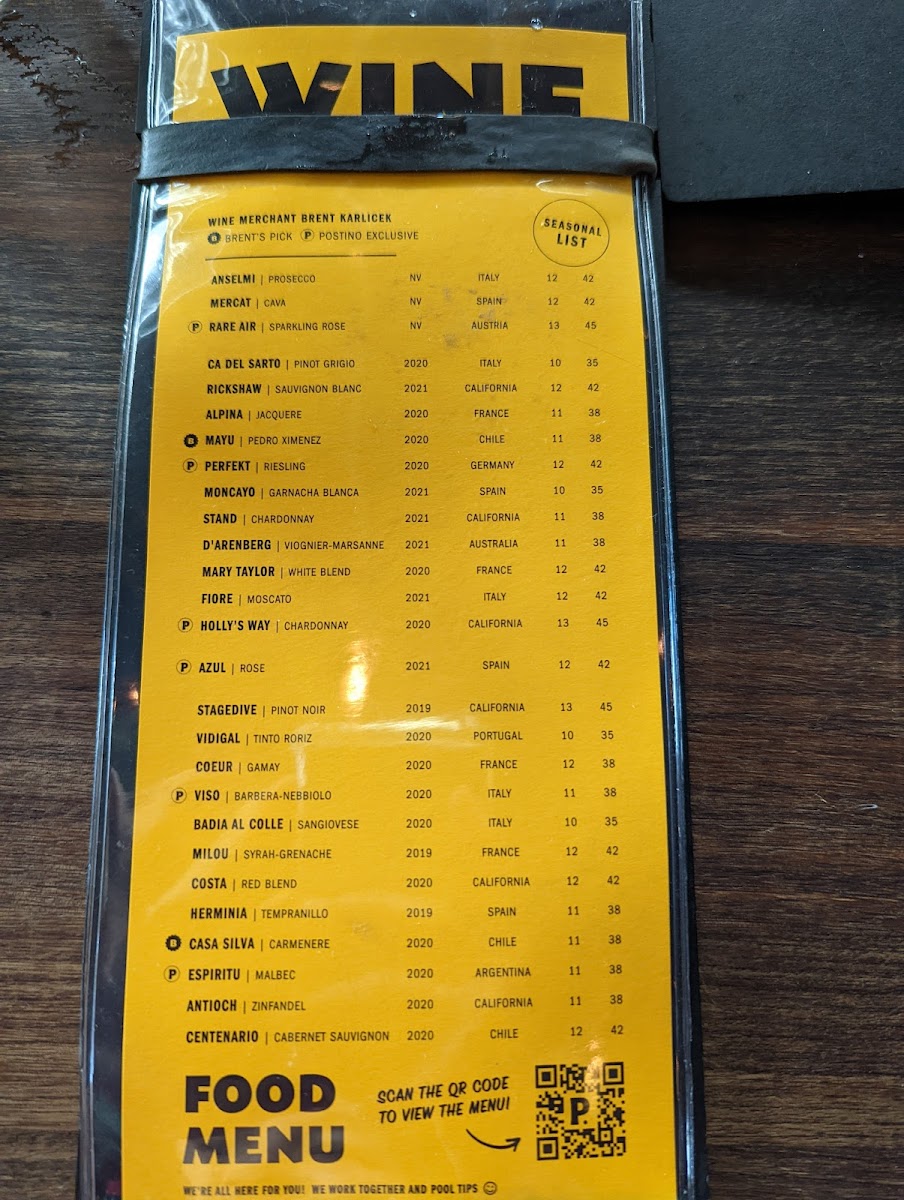 WINE
WINE MERCHANT BRENT KARLICEK
B BRENT'S PICK P POSTINO EXCLUSIVE
SEASONAL
LIST
ANSELMI | PROSECCO NV ITALY 12 42
MERCAT | CAVA NV SPAIN 12 42
P RARE AIR | SPARKLING ROSE NV AUSTRIA 13 45
CA DEL SARTO | PINOT GRIGIO 2020 ITALY 10 35
RICKSHAW | SAUVIGNON BLANC 2021 CALIFORNIA 12 42
ALPINA | JACQUERE 2020 FRANCE 11 38
B MAYU | PEDRO XIMENEZ 2020 CHILE 11 38
P PERFEKT | RIESLING 2020 GERMANY 12 42
MONCAYO | GARNACHA BLANCA 2021 SPAIN 10 35
STAND | CHARDONNAY 2021 CALIFORNIA 11 38
D'ARENBERG | VIOGNIER-MARSANNE 2021 AUSTRALIA 11 38
MARY TAYLOR | WHITE BLEND 2020 FRANCE 12 42
FIORE | MOSCATO 2021 ITALY 12 42
P HOLLY'S WAY | CHARDONNAY 2020 CALIFORNIA 13 45
P AZUL | ROSE 2021 SPAIN 12 42
STAGEDIVE | PINOT NOIR 2019 CALIFORNIA 13 45
VIDIGAL | TINTO RORIZ 2020 PORTUGAL 10 35
COEUR | GAMAY 2020 FRANCE 12 38
P VISO | BARBERA-NEBBIOLO 2020 ITALY 11 38
BADIA AL COLLE | SANGIOVESE 2020 ITALY 10 35
MILOU | SYRAH-GRENACHE 2019 FRANCE 12 42
COSTA | RED BLEND 2020 CALIFORNIA 12 42
HERMINIA | TEMPRANILLO 2019 SPAIN 11 38
B CASA SILVA | CARMENERE 2020 CHILE 11 38
P ESPIRITU | MALBEC 2020 ARGENTINA 11 38
ANTIOCH | ZINFANDEL 2020 CALIFORNIA 11 38
CENTENARIO | CABERNET SAUVIGNON 2020 CHILE 12 42
FOOD
MENU
SCAN THE QR CODE
TO VIEW THE MENU!
P.
WE'RE ALL HERE FOR YOU! WE WORK TOGETHER AND POOL TIPS